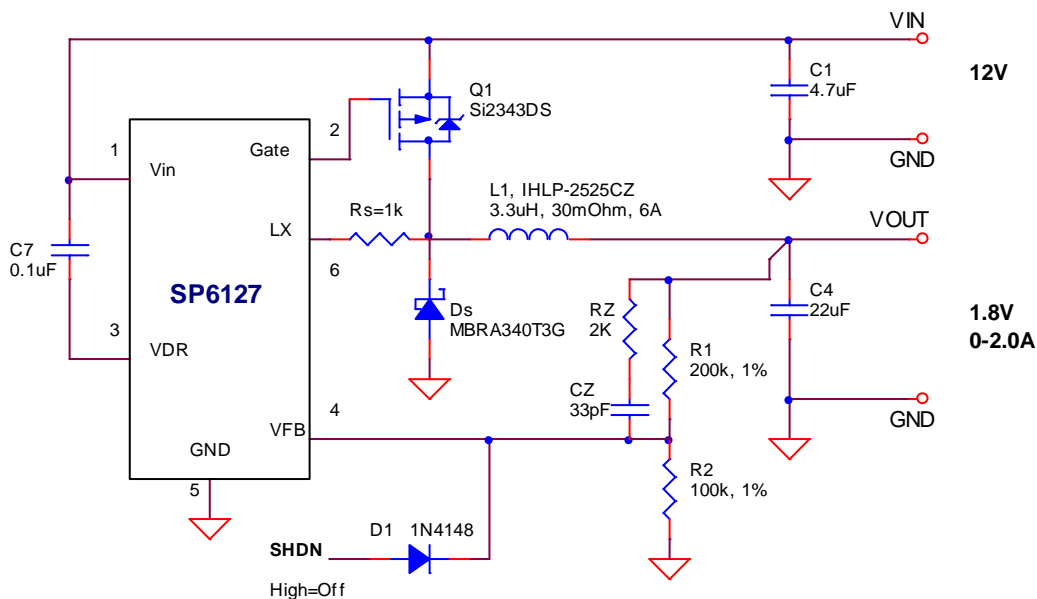 VIN
12V
C1
4.7uF
GND
Q1
Si2343DS
2
Gate
1
Vin
L1, IHLP-2525CZ
3.3uH, 30mOhm, 6A
VOUT
Rs=1k
LX
6
C7
0.1uF
SP6127
Ds
MBRA340T3G
RZ
2K
C4
22uF
1.8V
0-2.0A
3
VDR
R1
200k, 1%
CZ
33pF
4
VFB
GND
GND
5
R2
100k, 1%
D1 1N4148
SHDN
High=Off